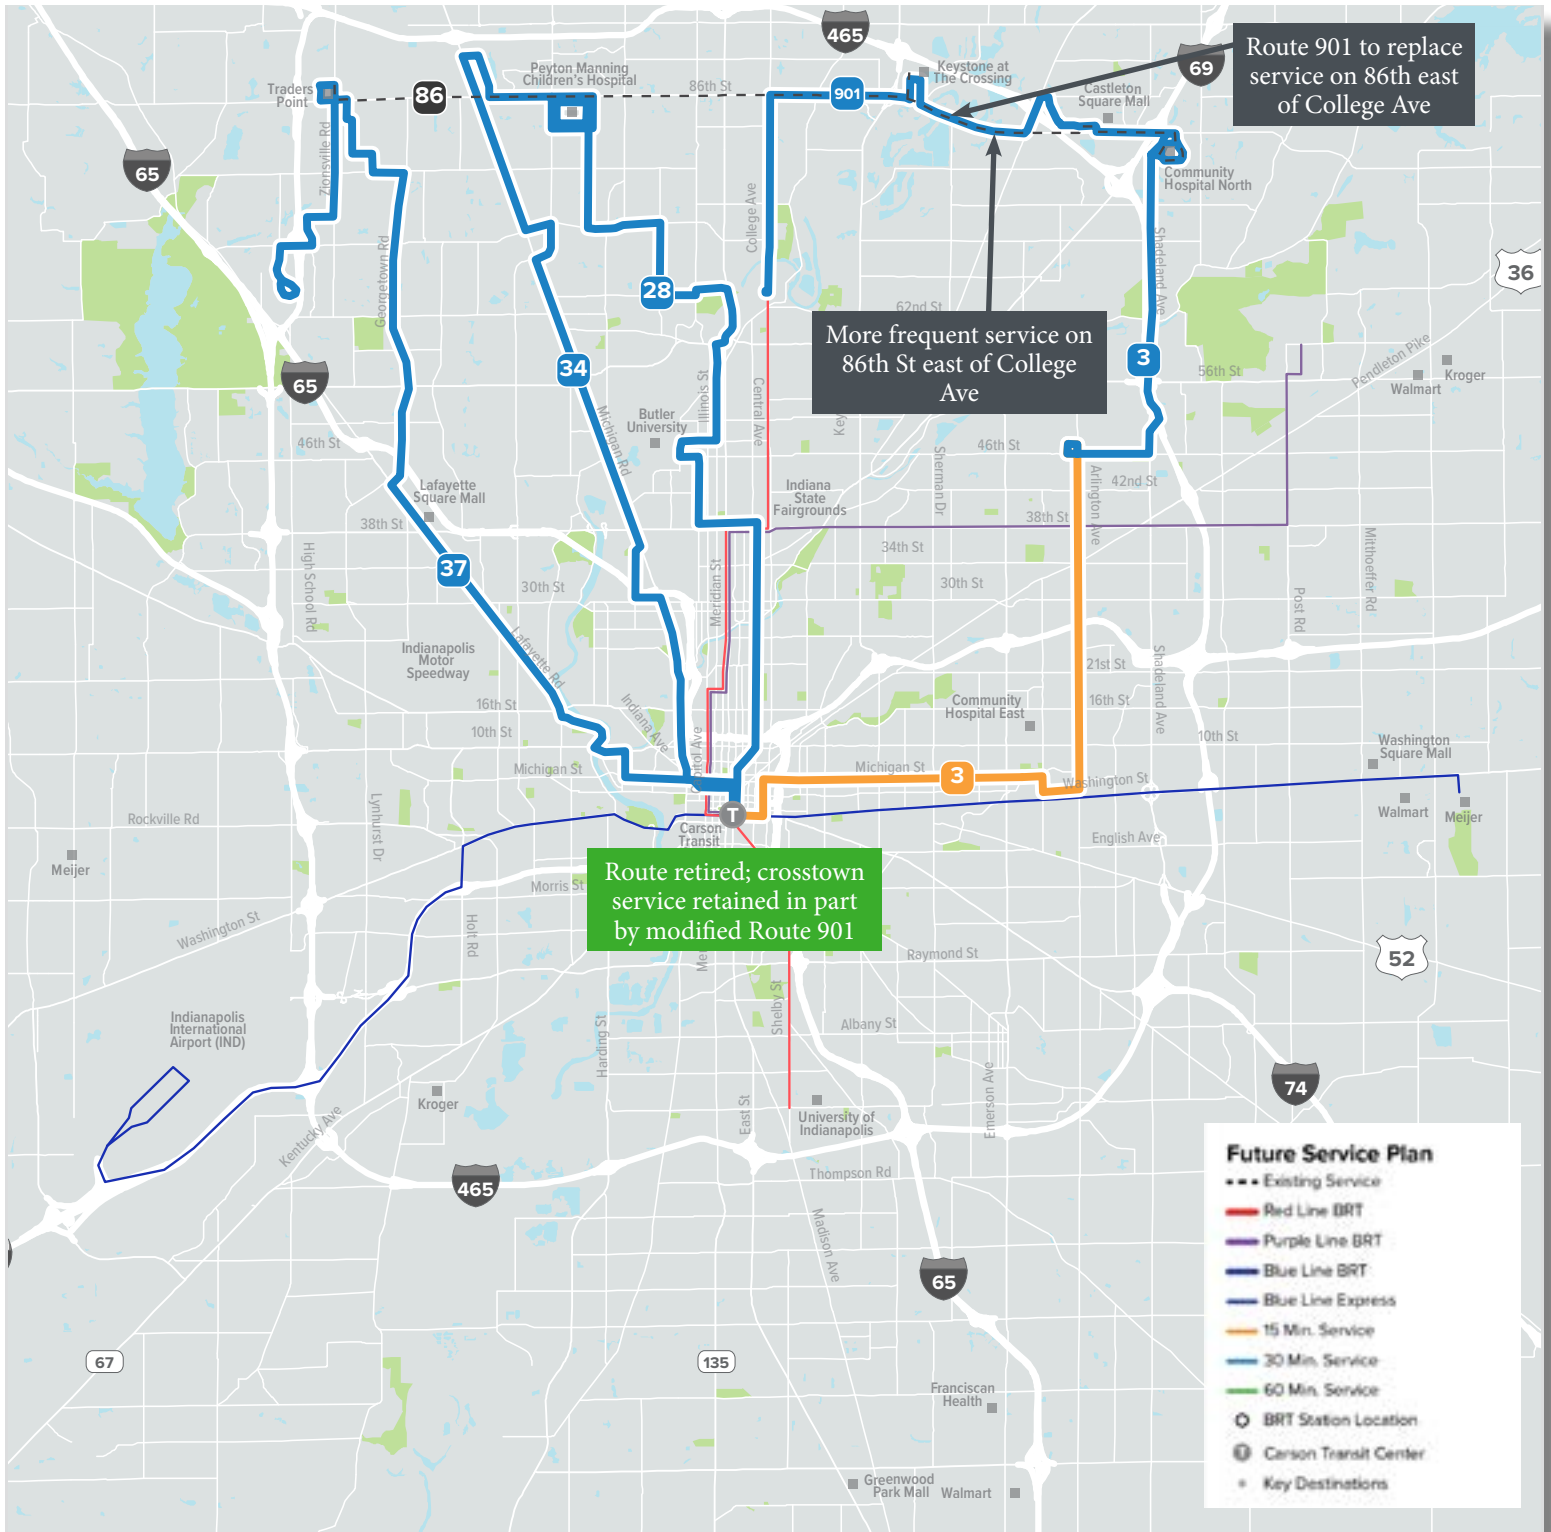 465
69
Route 901 to replace
service on 86th east
of College Ave
Peyton Manning
Children's Hospital
Keystone at
The Crossing
Traders
Point
86
86th St
901
Castleton
Square Mall
65
Zionsville Rd
Community
Hospital North
College Ave
Georgetown Rd
Shadeland Ave
36
28
62nd St
More frequent service on
86th St east of College
Ave
3
34
65
56th St
Pendleton Pike
Kroger
Walmart
Illinois St
Central Ave
Michigan Rd
Butler
University
Key
46th St
46th St
Sherman Dr
Arlington Ave
42nd St
Lafayette
Square Mall
Indiana
State
Fairgrounds
38th St
38th St
High School Rd
37
34th St
30th St
30th St
Meridian St
Mitthoeffer Rd
Post Rd
Indianapolis
Motor
Speedway
Lafayette Rd
21st St
Shadeland Ave
16th St
16th St
Indiana Ave
Community
Hospital East
10th St
10th St
Washington
Square Mall
Capitol Ave
Michigan St
Michigan St
3
Washington St
Walmart
Meijer
T
Rockville Rd
Lynhurst Dr
Carson
Transit
English Ave
Meijer
Route retired; crosstown
service retained in part
by modified Route 901
Morris St
Washington St
Holt Rd
Mer
Raymond St
52
Shelby St
Indianapolis
International
Airport (IND)
Harding St
Albany St
Emerson Ave
74
Kroger
East St
University of
Indianapolis
Kentucky Ave
Thompson Rd
465
Madison Ave
65
67
135
Franciscan
Health
Greenwood
Park Mall
Walmart
Future Service Plan
Existing Service
Red Line BRT
Purple Line BRT
Blue Line BRT
Blue Line Express
15 Min. Service
30 Min. Service
60 Min. Service
BRT Station Location
T Carson Transit Center
Key Destinations